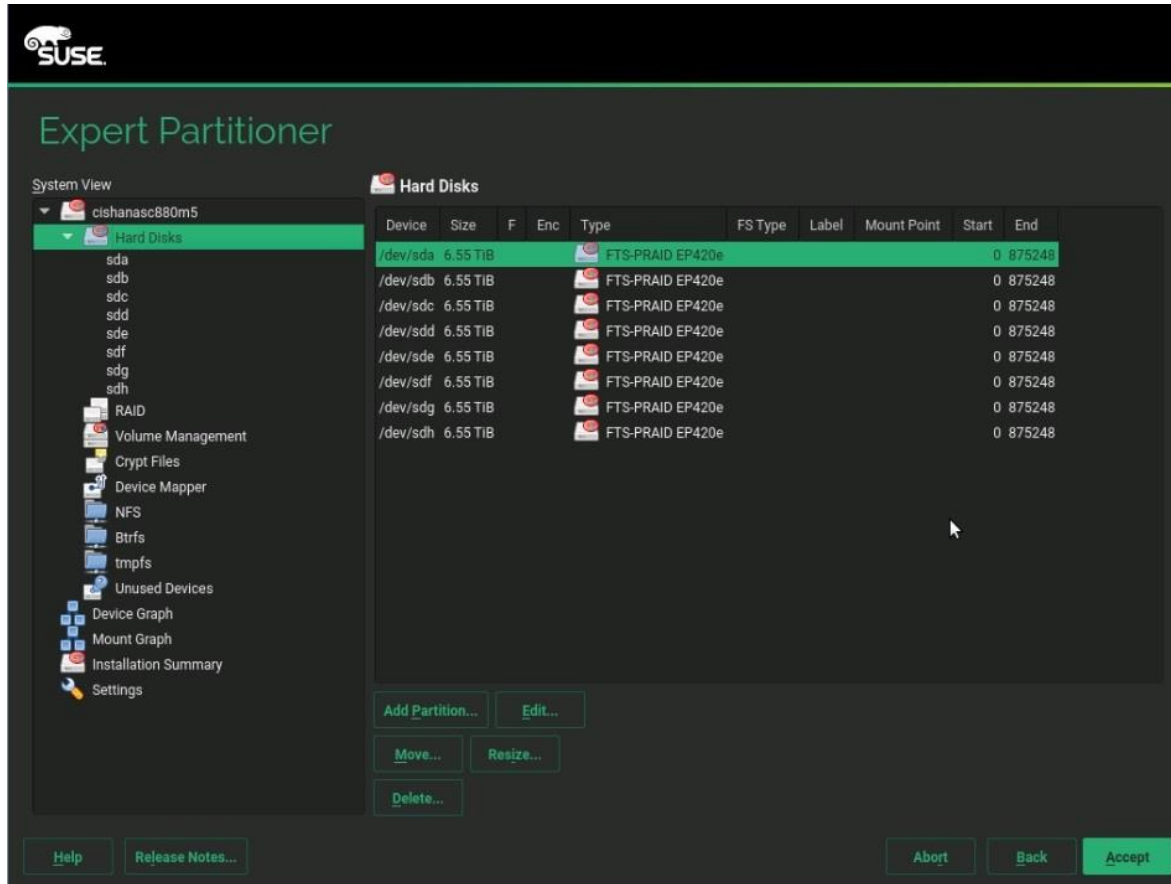 SUSE.
Expert Partitioner
System View
cishanasc880m5
Hard Disks
sda
sdb
sdc
sdd
sde
sdf
sdg
sdh
RAID
Volume Management
Crypt Files
Device Mapper
NFS
Btrfs
tmpfs
Unused Devices
Device Graph
Mount Graph
Installation Summary
Settings
Hard Disks
Device Size F Enc Type FS Type Label Mount Point Start End
/dev/sda 6.55 TiB FTS-PRAID EP420e 0 875248
/dev/sdb 6.55 TiB FTS-PRAID EP420e 0 875248
/dev/sdc 6.55 TiB FTS-PRAID EP420e 0 875248
/dev/sdd 6.55 TiB FTS-PRAID EP420e 0 875248
/dev/sde 6.55 TiB FTS-PRAID EP420e 0 875248
/dev/sdf 6.55 TiB FTS-PRAID EP420e 0 875248
/dev/sdg 6.55 TiB FTS-PRAID EP420e 0 875248
/dev/sdh 6.55 TiB FTS-PRAID EP420e 0 875248
Add Partition... Edit...
Move... Resize...
Delete...
Help Release Notes... Abort Back Accept